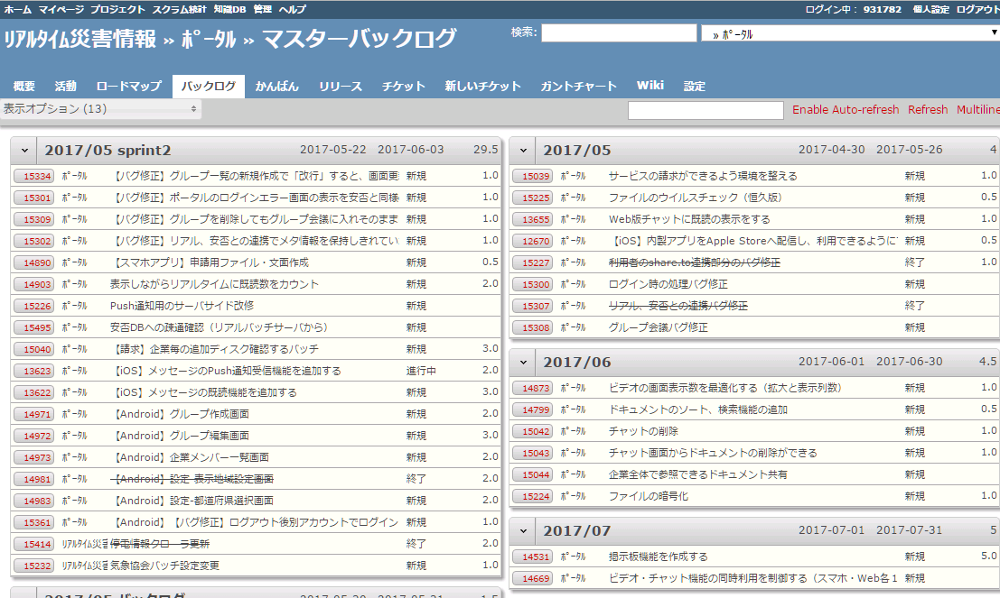 ホーム マイページ プロジェクト スクラム統計 知識DB 管理 ヘルプ ログイン中： 931782 個人設定 ログアウト
検索: » ﾎﾟｰﾀﾙ
ﾘｱﾙﾀｲﾑ災害情報 » ﾎﾟｰﾀﾙ » マスターバックログ
概要 活動 ロードマップ バックログ かんばん リリース チケット 新しいチケット ガントチャート Wiki 設定
表示オプション (13) Enable Auto-refresh Refresh Multiline
2017/05 sprint2 2017-05-22 2017-06-03 29.5
15334 ﾎﾟｰﾀﾙ 【バグ修正】グループ一覧の新規作成で「改行」すると、画面更 新規 1.0
15301 ﾎﾟｰﾀﾙ 【バグ修正】ポータルのログインエラー画面の表示を安否と同様 新規 1.0
15309 ﾎﾟｰﾀﾙ 【バグ修正】グループを削除してもグループ会議に入れそのまま 新規 1.0
15302 ﾎﾟｰﾀﾙ 【バグ修正】リアル、安否との連携でメタ情報を保持しきれてい 新規 1.0
14890 ﾎﾟｰﾀﾙ 【スマホアプリ】申請用ファイル・文面作成 新規 0.5
14903 ﾎﾟｰﾀﾙ 表示しながらリアルタイムに既読数をカウント 新規 2.0
15226 ﾎﾟｰﾀﾙ Push通知用のサーバサイド改修 新規
15495 ﾎﾟｰﾀﾙ 安否DBへの疎通確認（リアルバッチサーバから） 新規
15040 ﾎﾟｰﾀﾙ 【請求】企業毎の追加ディスク確認するバッチ 新規 3.0
13623 ﾎﾟｰﾀﾙ 【iOS】メッセージのPush通知受信機能を追加する 進行中 2.0
13622 ﾎﾟｰﾀﾙ 【iOS】メッセージの既読機能を追加する 新規 3.0
14971 ﾎﾟｰﾀﾙ 【Android】グループ作成画面 新規 2.0
14972 ﾎﾟｰﾀﾙ 【Android】グループ編集画面 新規 3.0
14973 ﾎﾟｰﾀﾙ 【Android】企業メンバー一覧画面 新規 2.0
14981 ﾎﾟｰﾀﾙ 【Android】設定-表示地域設定画面 終了 2.0
14983 ﾎﾟｰﾀﾙ 【Android】設定-都道府県選択画面 新規 2.0
15361 ﾎﾟｰﾀﾙ 【Android】【バグ修正】ログアウト後別アカウントでログイン 新規 1.0
15414 ﾘｱﾙﾀｲﾑ災害 停電情報クローラ更新 終了 2.0
15232 ﾘｱﾙﾀｲﾑ災害 気象協会バッチ設定変更 新規 1.0
2017/05 バックログ 2017-05-20 2017-05-31 1.5
2017/05 2017-04-30 2017-05-26 4
15039 ﾎﾟｰﾀﾙ サービスの請求ができるよう環境を整える 新規 1.0
15225 ﾎﾟｰﾀﾙ ファイルのウイルスチェック（恒久版） 新規 0.5
13655 ﾎﾟｰﾀﾙ Web版チャットに既読の表示をする 新規 1.0
12670 ﾎﾟｰﾀﾙ 【iOS】内製アプリをApple Storeへ配信し、利用できるように 新規 0.5
15227 ﾎﾟｰﾀﾙ 利用者のshare.to連携部分のバグ修正 終了 1.0
15300 ﾎﾟｰﾀﾙ ログイン時の処理バグ修正 新規
15307 ﾎﾟｰﾀﾙ リアル、安否との連携バグ修正 終了
15308 ﾎﾟｰﾀﾙ グループ会議バグ修正 新規
2017/06 2017-06-01 2017-06-30 4.5
14873 ﾎﾟｰﾀﾙ ビデオの画面表示数を最適化する（拡大と表示列数） 新規 1.0
14799 ﾎﾟｰﾀﾙ ドキュメントのソート、検索機能の追加 新規 0.5
15042 ﾎﾟｰﾀﾙ チャットの削除 新規 1.0
15043 ﾎﾟｰﾀﾙ チャット画面からドキュメントの削除ができる 新規 1.0
15044 ﾎﾟｰﾀﾙ 企業全体で参照できるドキュメント共有 新規
15224 ﾎﾟｰﾀﾙ ファイルの暗号化 新規 1.0
2017/07 2017-07-01 2017-07-31 5
14531 ﾎﾟｰﾀﾙ 掲示板機能を作成する 新規 5.0
14669 ﾎﾟｰﾀﾙ ビデオ・チャット機能の同時利用を制御する（スマホ・Web各1 新規